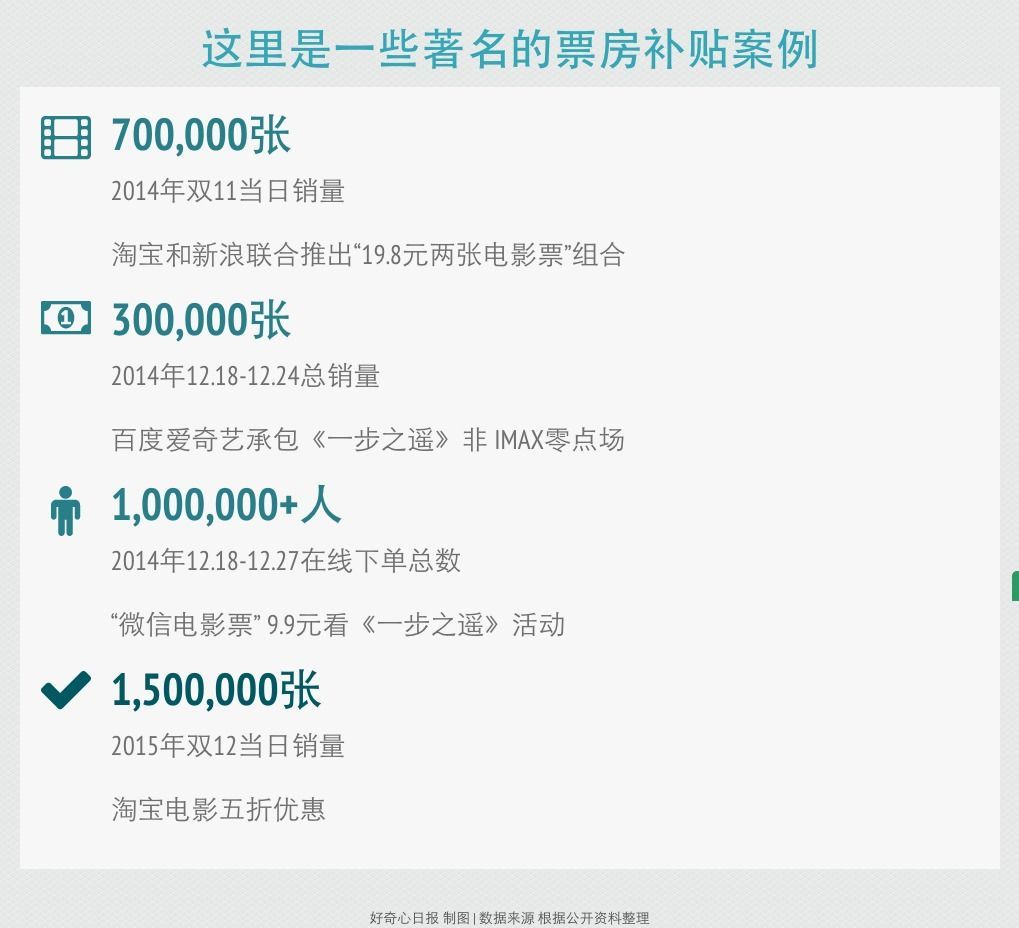 这里是一些著名的票房补贴案例
700,000张
2014年双11当日销量
淘宝和新浪联合推出“19.8元两张电影票”组合
1
300,000张
2014年12.18-12.24总销量
百度爱奇艺承包《一步之遥》非 IMAX零点场
1,000,000+人
2014年12.18-12.27在线下单总数
“微信电影票” 9.9元看《一步之遥》活动
1,500,000张
2015年双12当日销量
淘宝电影五折优惠
好奇心日报 制图 | 数据来源 根据公开资料整理